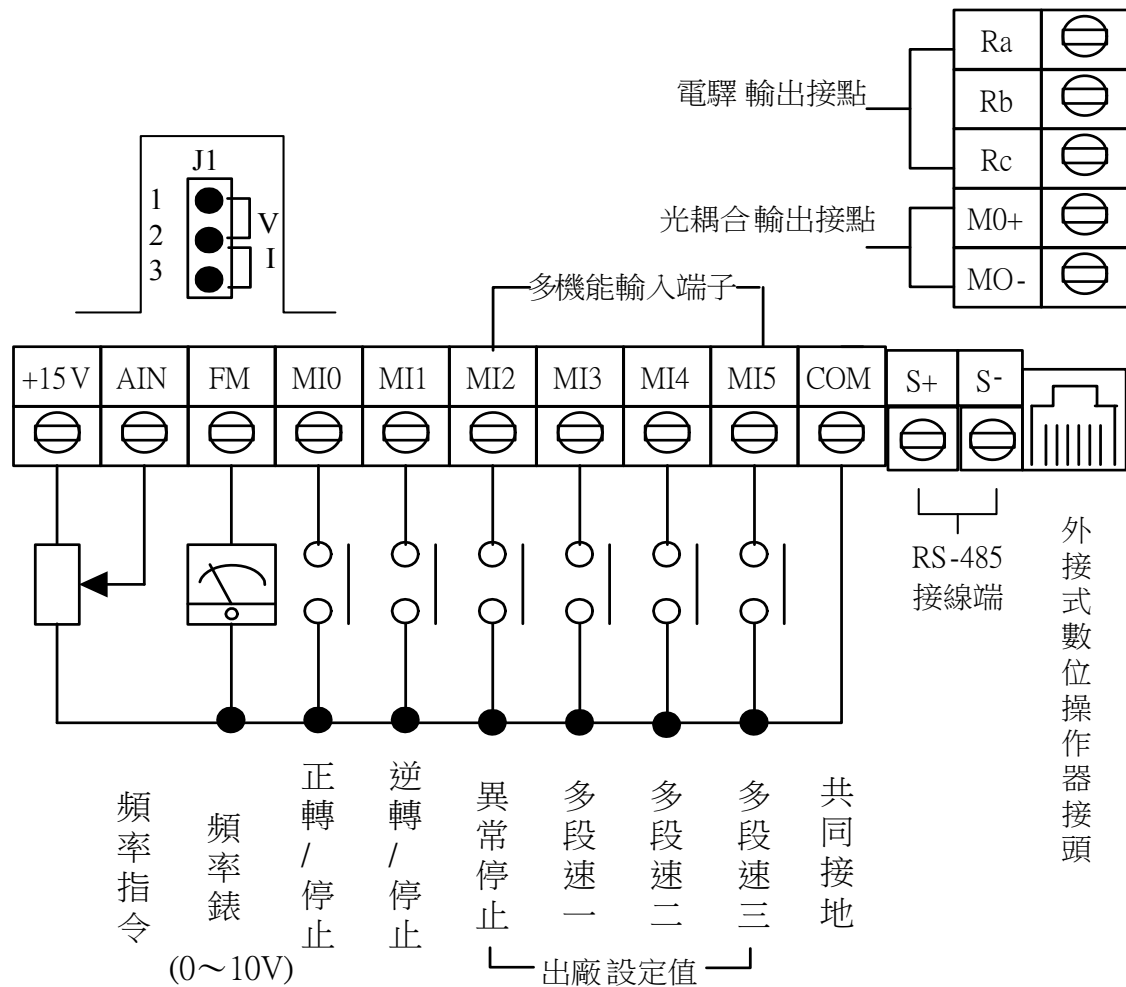 Ra
電驛 輸出接點
Rb
Rc
光耦合 輸出接點
M0+
MO-
J1
1
2
3
V
I
多機能輸入端子
+15V AIN FM MI0 MI1 MI2 MI3 MI4 MI5 COM S+ S-
RS-485
接線端
外接式數位操作器接頭
頻率指令
頻率錶
(0～10V)
正轉/停止
逆轉/停止
異常停止
多段速一
多段速二
多段速三
共同接地
出廠 設定值